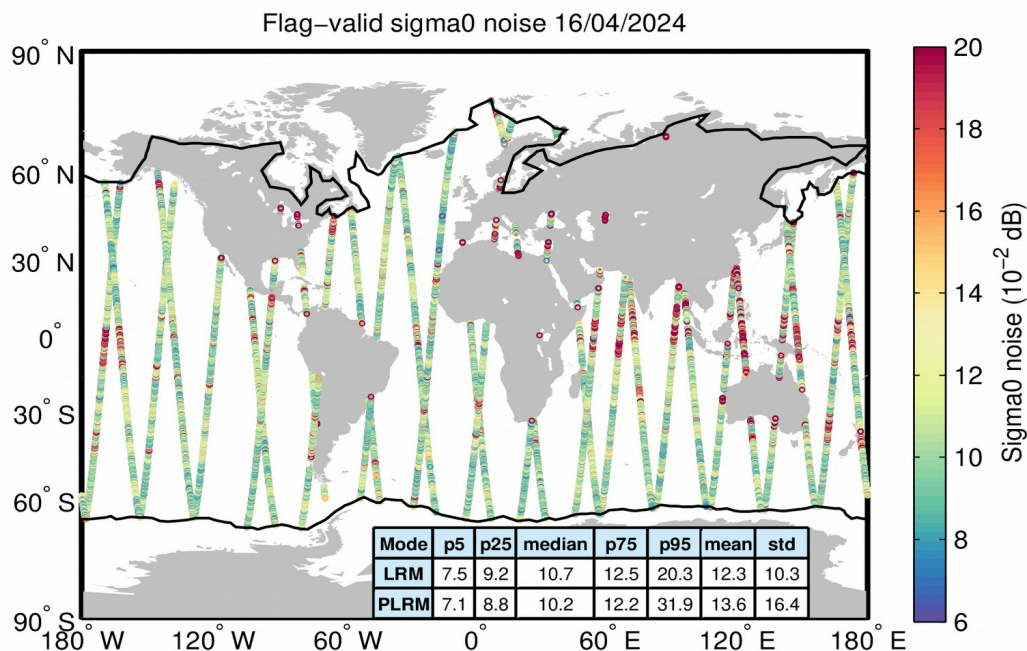 Flag−valid sigma0 noise 16/04/2024
90° N
60° N
30° N
0°
30° S
60° S
90° S
180° W
120° W
60° W
0°
60° E
120° E
180° E
Mode p5 p25 median p75 p95 mean std
LRM 7.5 9.2 10.7 12.5 20.3 12.3 10.3
PLRM 7.1 8.8 10.2 12.2 31.9 13.6 16.4
20
18
16
14
12
10
8
6
Sigma0 noise (10⁻² dB)